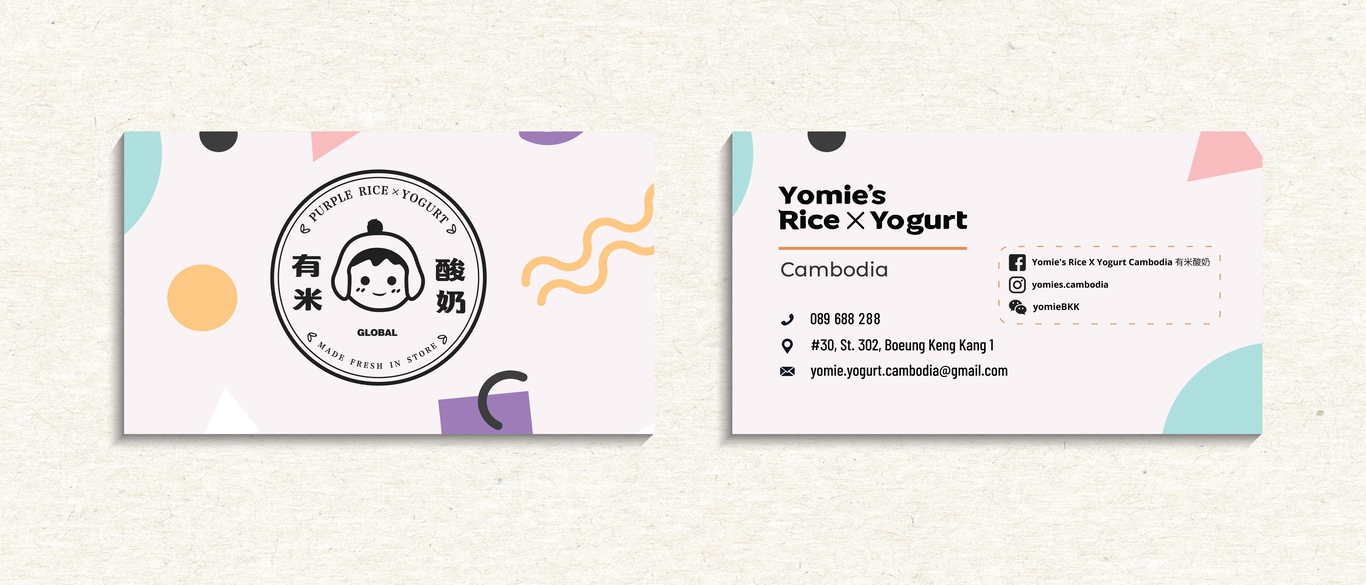 PURPLE RICE × YOGURT
有米
酸奶
GLOBAL
MADE FRESH IN STORE
Yomie's
Rice × Yogurt
Cambodia
089 688 288
#30, St. 302, Boeung Keng Kang 1
yomie.yogurt.cambodia@gmail.com
Yomie's Rice X Yogurt Cambodia 有米酸奶
yomies.cambodia
yomieBKK